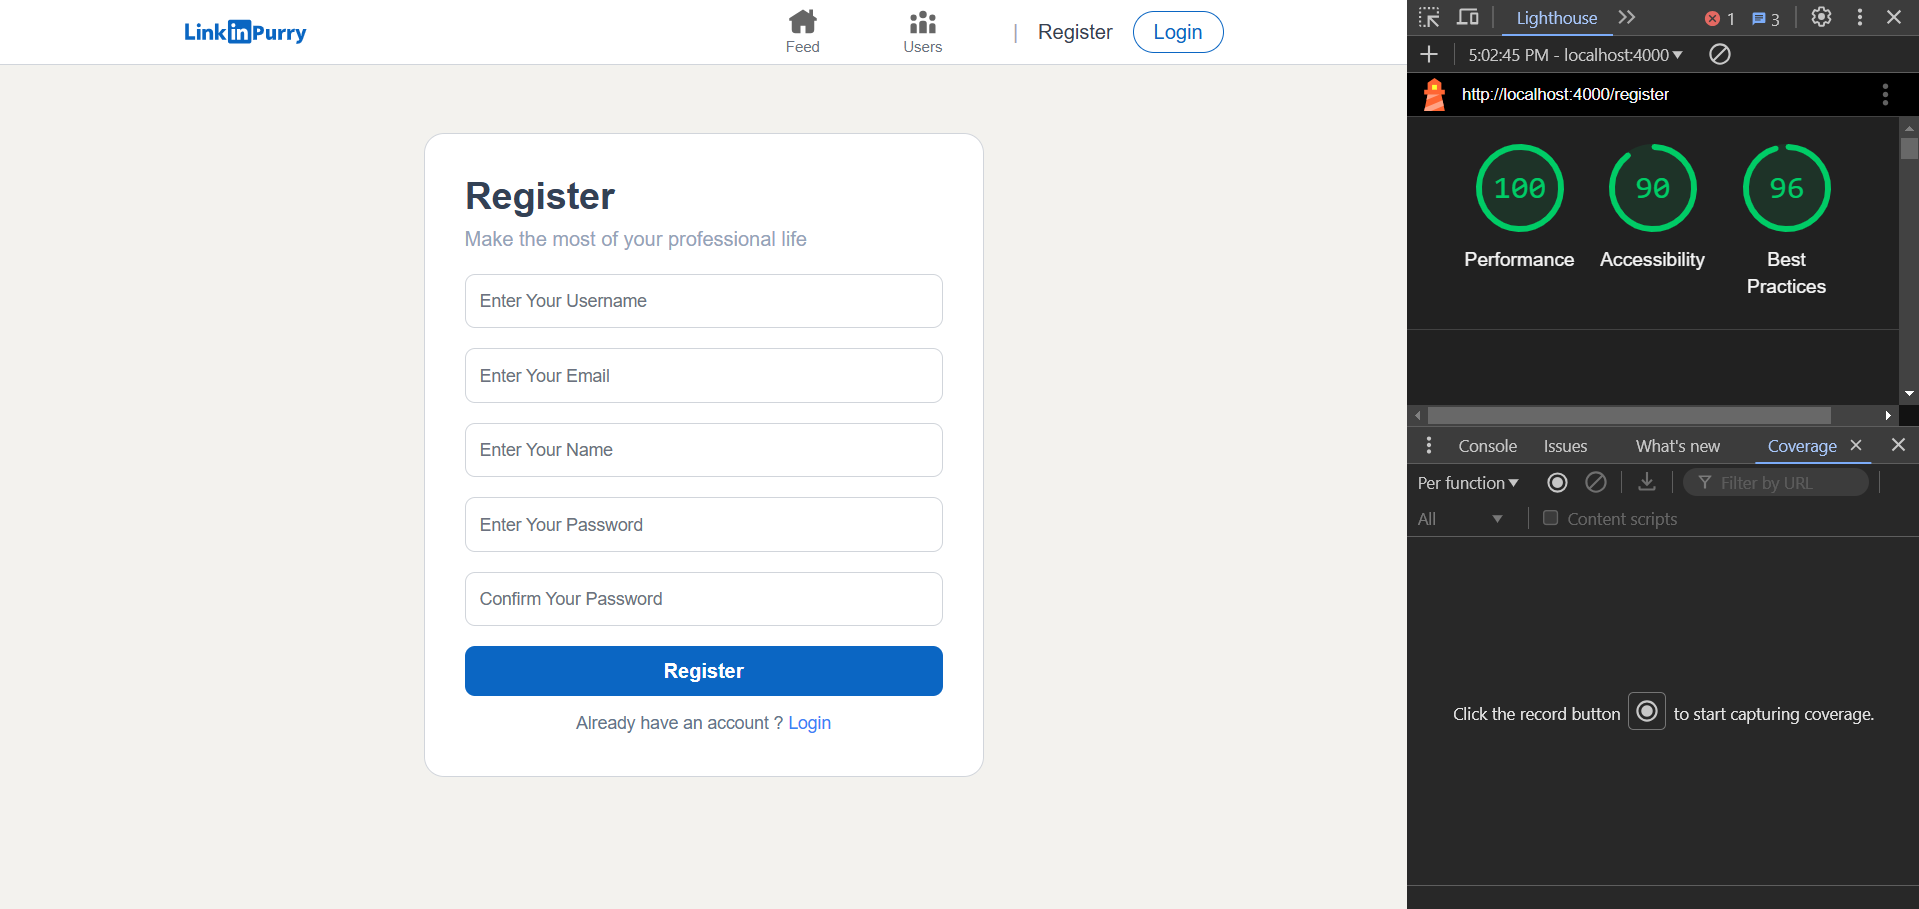 LinkinPurry
Feed
Users
|
Register
Login
Register
Make the most of your professional life
Enter Your Username
Enter Your Email
Enter Your Name
Enter Your Password
Confirm Your Password
Register
Already have an account ? Login
Lighthouse
1
3
5:02:45 PM - localhost:4000
http://localhost:4000/register
100
90
96
Performance
Accessibility
Best
Practices
Console
Issues
What's new
Coverage
Per function
Filter by URL
All
Content scripts
Click the record button to start capturing coverage.